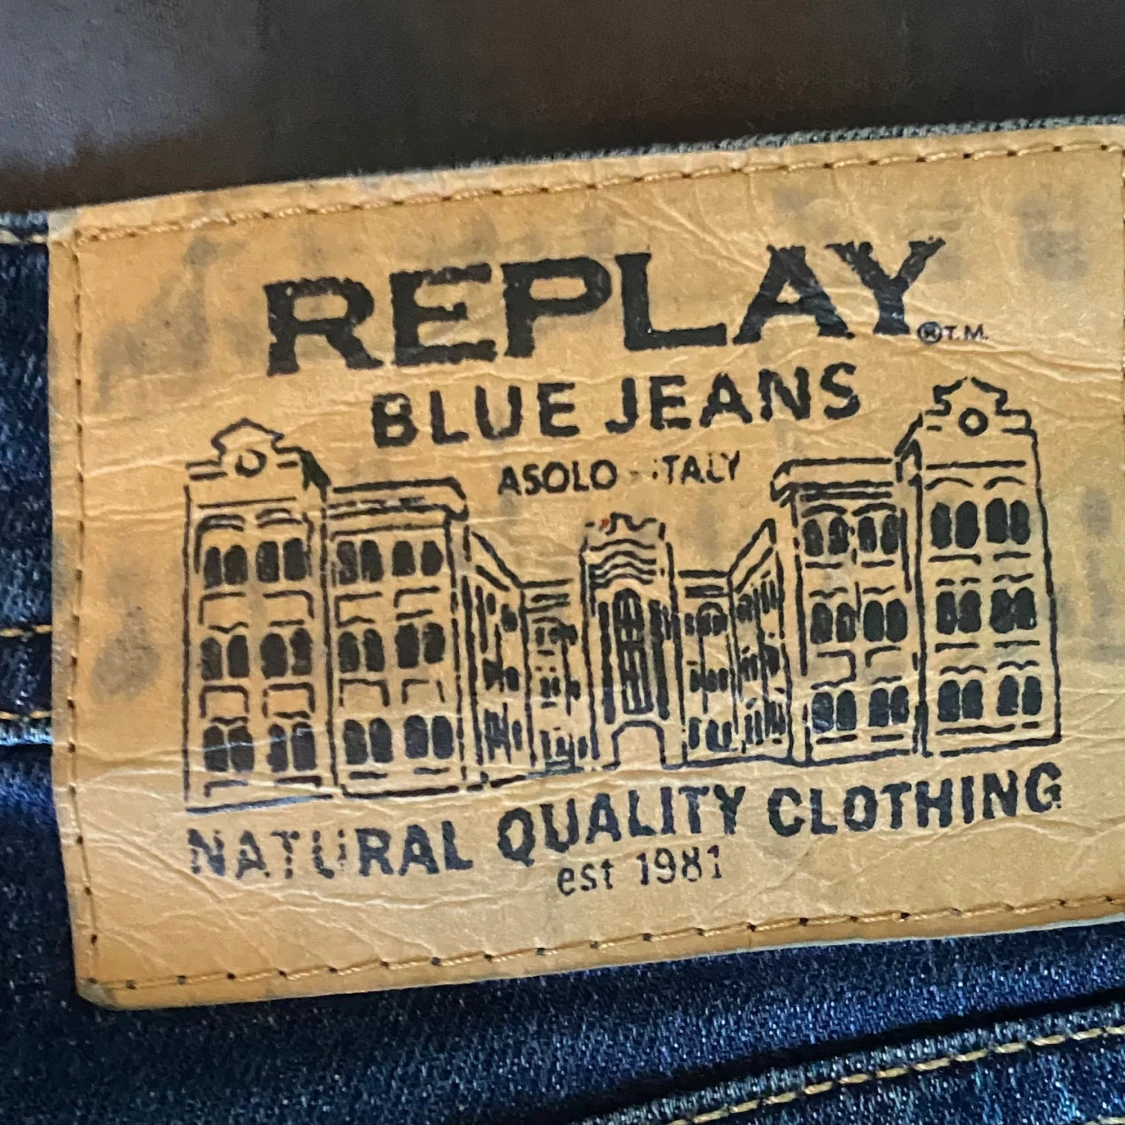 REPLAY®T.M.
BLUE JEANS
ASOLO - ITALY
NATURAL QUALITY CLOTHING
est 1981